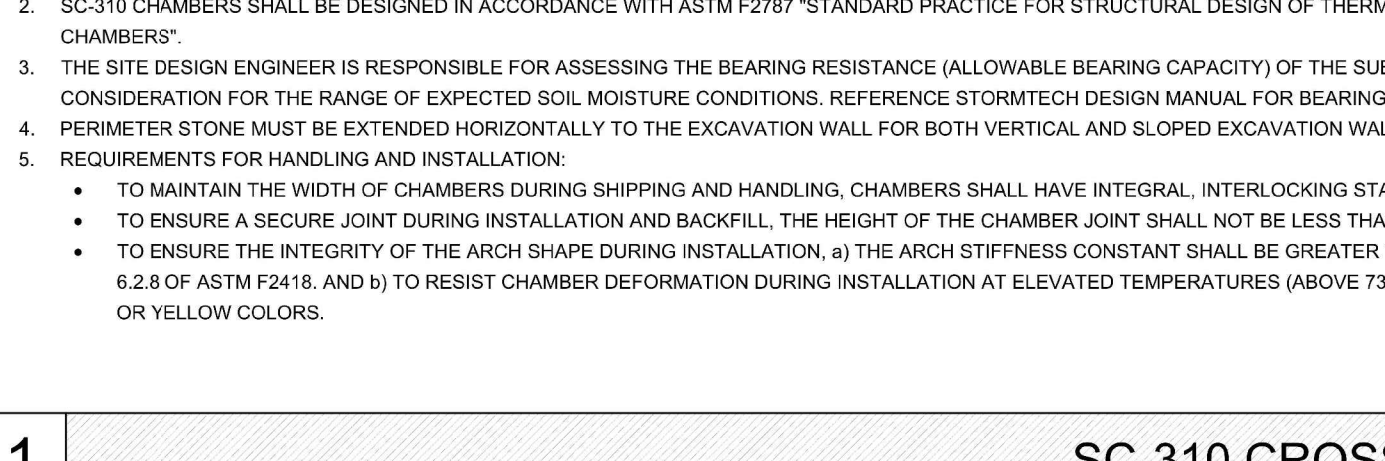 2. SC-310 CHAMBERS SHALL BE DESIGNED IN ACCORDANCE WITH ASTM F2787 "STANDARD PRACTICE FOR STRUCTURAL DESIGN OF THERM
CHAMBERS".
3. THE SITE DESIGN ENGINEER IS RESPONSIBLE FOR ASSESSING THE BEARING RESISTANCE (ALLOWABLE BEARING CAPACITY) OF THE SUB
CONSIDERATION FOR THE RANGE OF EXPECTED SOIL MOISTURE CONDITIONS. REFERENCE STORMTECH DESIGN MANUAL FOR BEARING
4. PERIMETER STONE MUST BE EXTENDED HORIZONTALLY TO THE EXCAVATION WALL FOR BOTH VERTICAL AND SLOPED EXCAVATION WAL
5. REQUIREMENTS FOR HANDLING AND INSTALLATION:
• TO MAINTAIN THE WIDTH OF CHAMBERS DURING SHIPPING AND HANDLING, CHAMBERS SHALL HAVE INTEGRAL, INTERLOCKING STA
• TO ENSURE A SECURE JOINT DURING INSTALLATION AND BACKFILL, THE HEIGHT OF THE CHAMBER JOINT SHALL NOT BE LESS THA
• TO ENSURE THE INTEGRITY OF THE ARCH SHAPE DURING INSTALLATION, a) THE ARCH STIFFNESS CONSTANT SHALL BE GREATER
6.2.8 OF ASTM F2418. AND b) TO RESIST CHAMBER DEFORMATION DURING INSTALLATION AT ELEVATED TEMPERATURES (ABOVE 73
OR YELLOW COLORS.
1
SC-310 CROSS